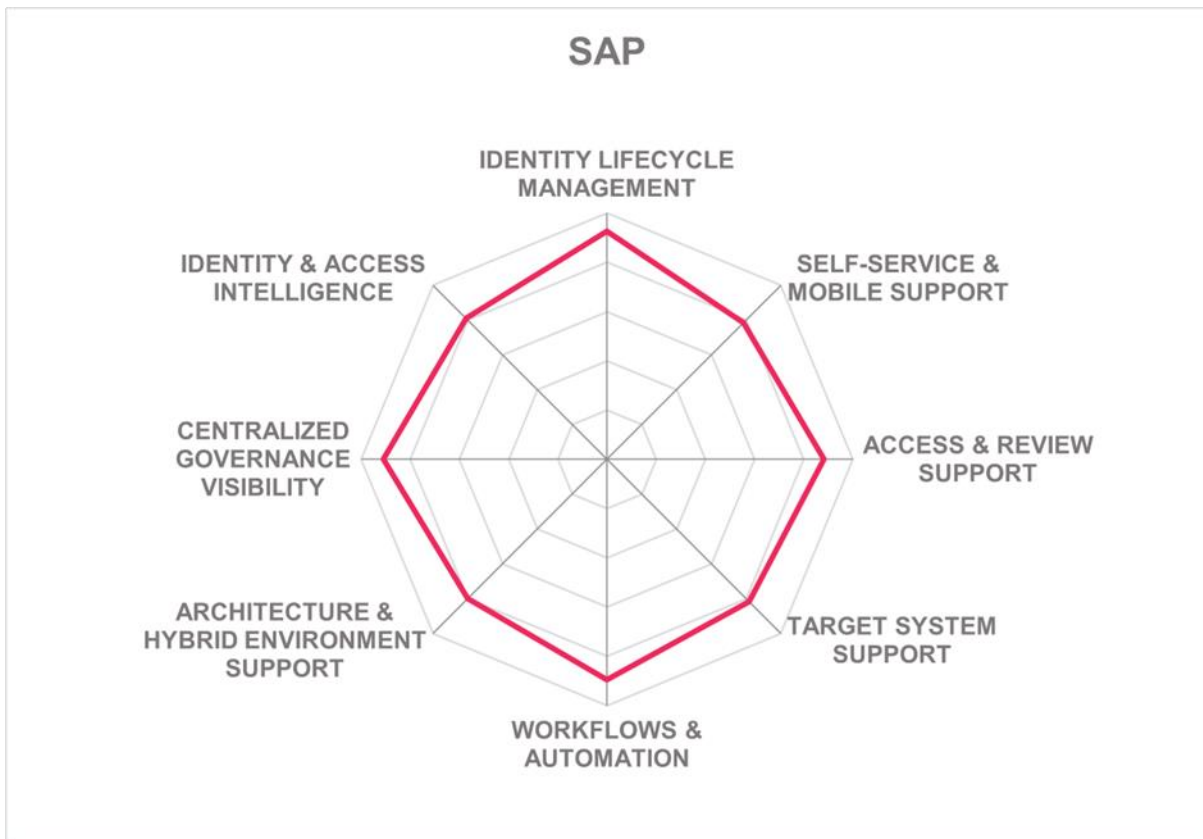 SAP
IDENTITY LIFECYCLE
MANAGEMENT
IDENTITY & ACCESS
INTELLIGENCE
SELF-SERVICE &
MOBILE SUPPORT
CENTRALIZED
GOVERNANCE
VISIBILITY
ACCESS & REVIEW
SUPPORT
ARCHITECTURE &
HYBRID ENVIRONMENT
SUPPORT
TARGET SYSTEM
SUPPORT
WORKFLOWS &
AUTOMATION